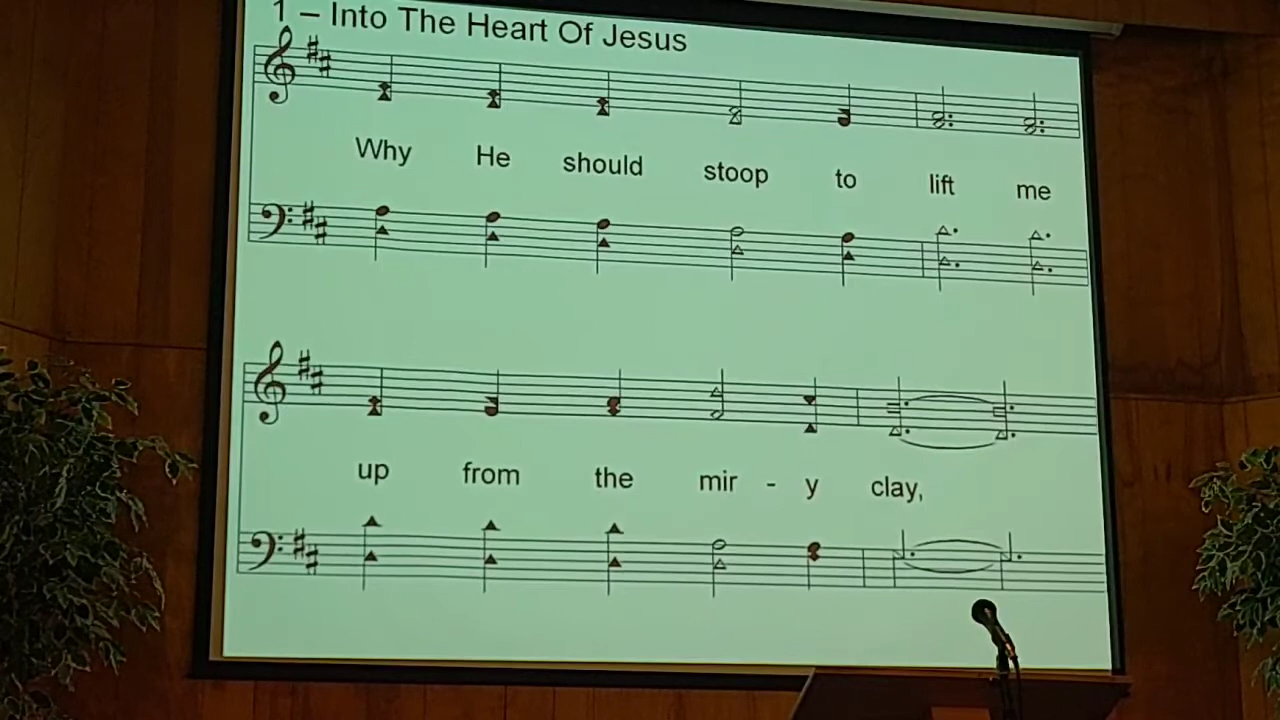 1 – Into The Heart Of Jesus
Why He should stoop to lift me
up from the mir - y clay,